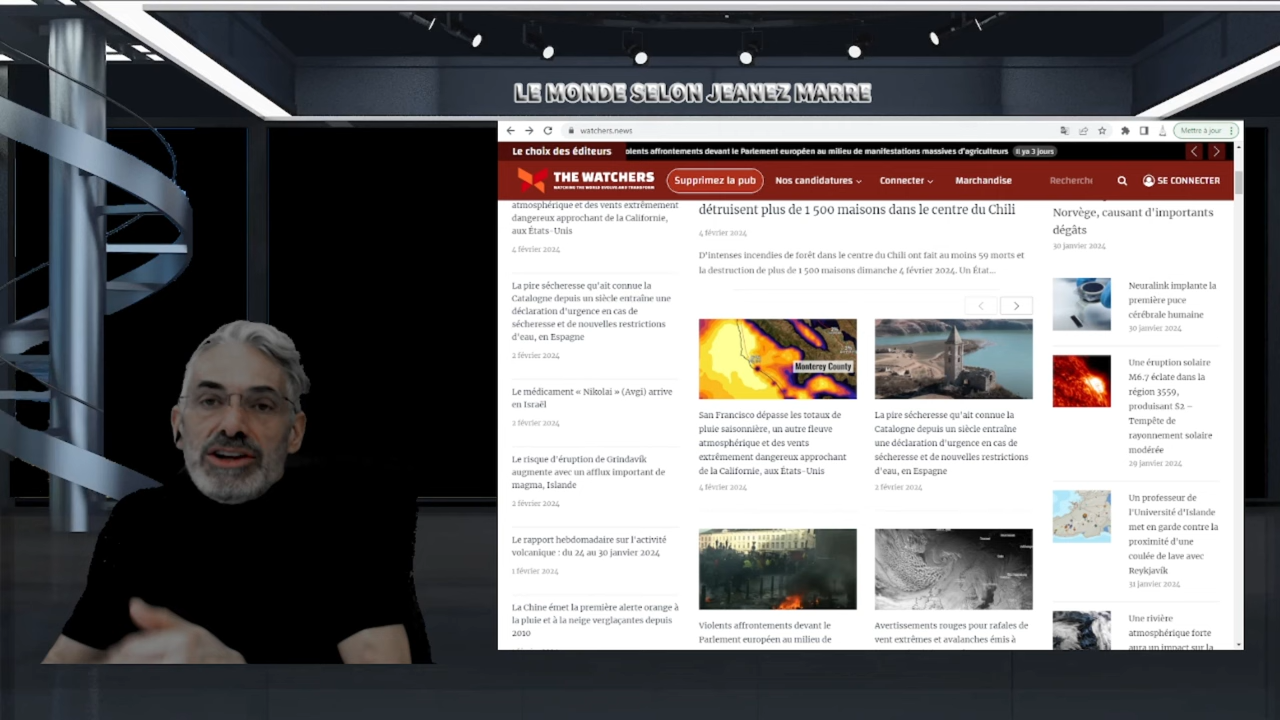 LE MONDE SELON JEANEZ MARRE
watchers.news
Mettre à jour
Le choix des éditeurs
olents affrontements devant le Parlement européen au milieu de manifestations massives d'agriculteurs
Il ya 3 jours
THE WATCHERS
WATCHING THE WORLD EVOLVE AND TRANSFORM
Supprimez la pub
Nos candidatures
Connecter
Marchandise
Recherche
SE CONNECTER
atmosphérique et des vents extrêmement
dangereux approchant de la Californie,
aux États-Unis
4 février 2024
La pire sécheresse qu'ait connue la
Catalogne depuis un siècle entraîne une
déclaration d'urgence en cas de
sécheresse et de nouvelles restrictions
d'eau, en Espagne
2 février 2024
Le médicament « Nikolai » (Avgi) arrive
en Israël
2 février 2024
Le risque d'éruption de Grindavík
augmente avec un afflux important de
magma, Islande
2 février 2024
Le rapport hebdomadaire sur l'activité
volcanique : du 24 au 30 janvier 2024
1 février 2024
La Chine émet la première alerte orange à
la pluie et à la neige verglaçantes depuis
2010
détruisent plus de 1 500 maisons dans le centre du Chili
4 février 2024
D'intenses incendies de forêt dans le centre du Chili ont fait au moins 59 morts et
la destruction de plus de 1 500 maisons dimanche 4 février 2024. Un État...
Monterey County
San Francisco dépasse les totaux de
pluie saisonnière, un autre fleuve
atmosphérique et des vents
extrêmement dangereux approchant
de la Californie, aux États-Unis
4 février 2024
La pire sécheresse qu'ait connue la
Catalogne depuis un siècle entraîne une
déclaration d'urgence en cas de
sécheresse et de nouvelles restrictions
d'eau, en Espagne
2 février 2024
Violents affrontements devant le
Parlement européen au milieu de
Avertissements rouges pour rafales de
vent extrêmes et avalanches émis à
Norvège, causant d'importants
dégâts
30 janvier 2024
Neuralink implante la
première puce
cérébrale humaine
30 janvier 2024
Une éruption solaire
M6.7 éclate dans la
région 3559,
produisant S2 –
Tempête de
rayonnement solaire
modérée
29 janvier 2024
Un professeur de
l'Université d'Islande
met en garde contre la
proximité d'une
coulée de lave avec
Reykjavík
31 janvier 2024
Une rivière
atmosphérique forte
aura un impact sur la